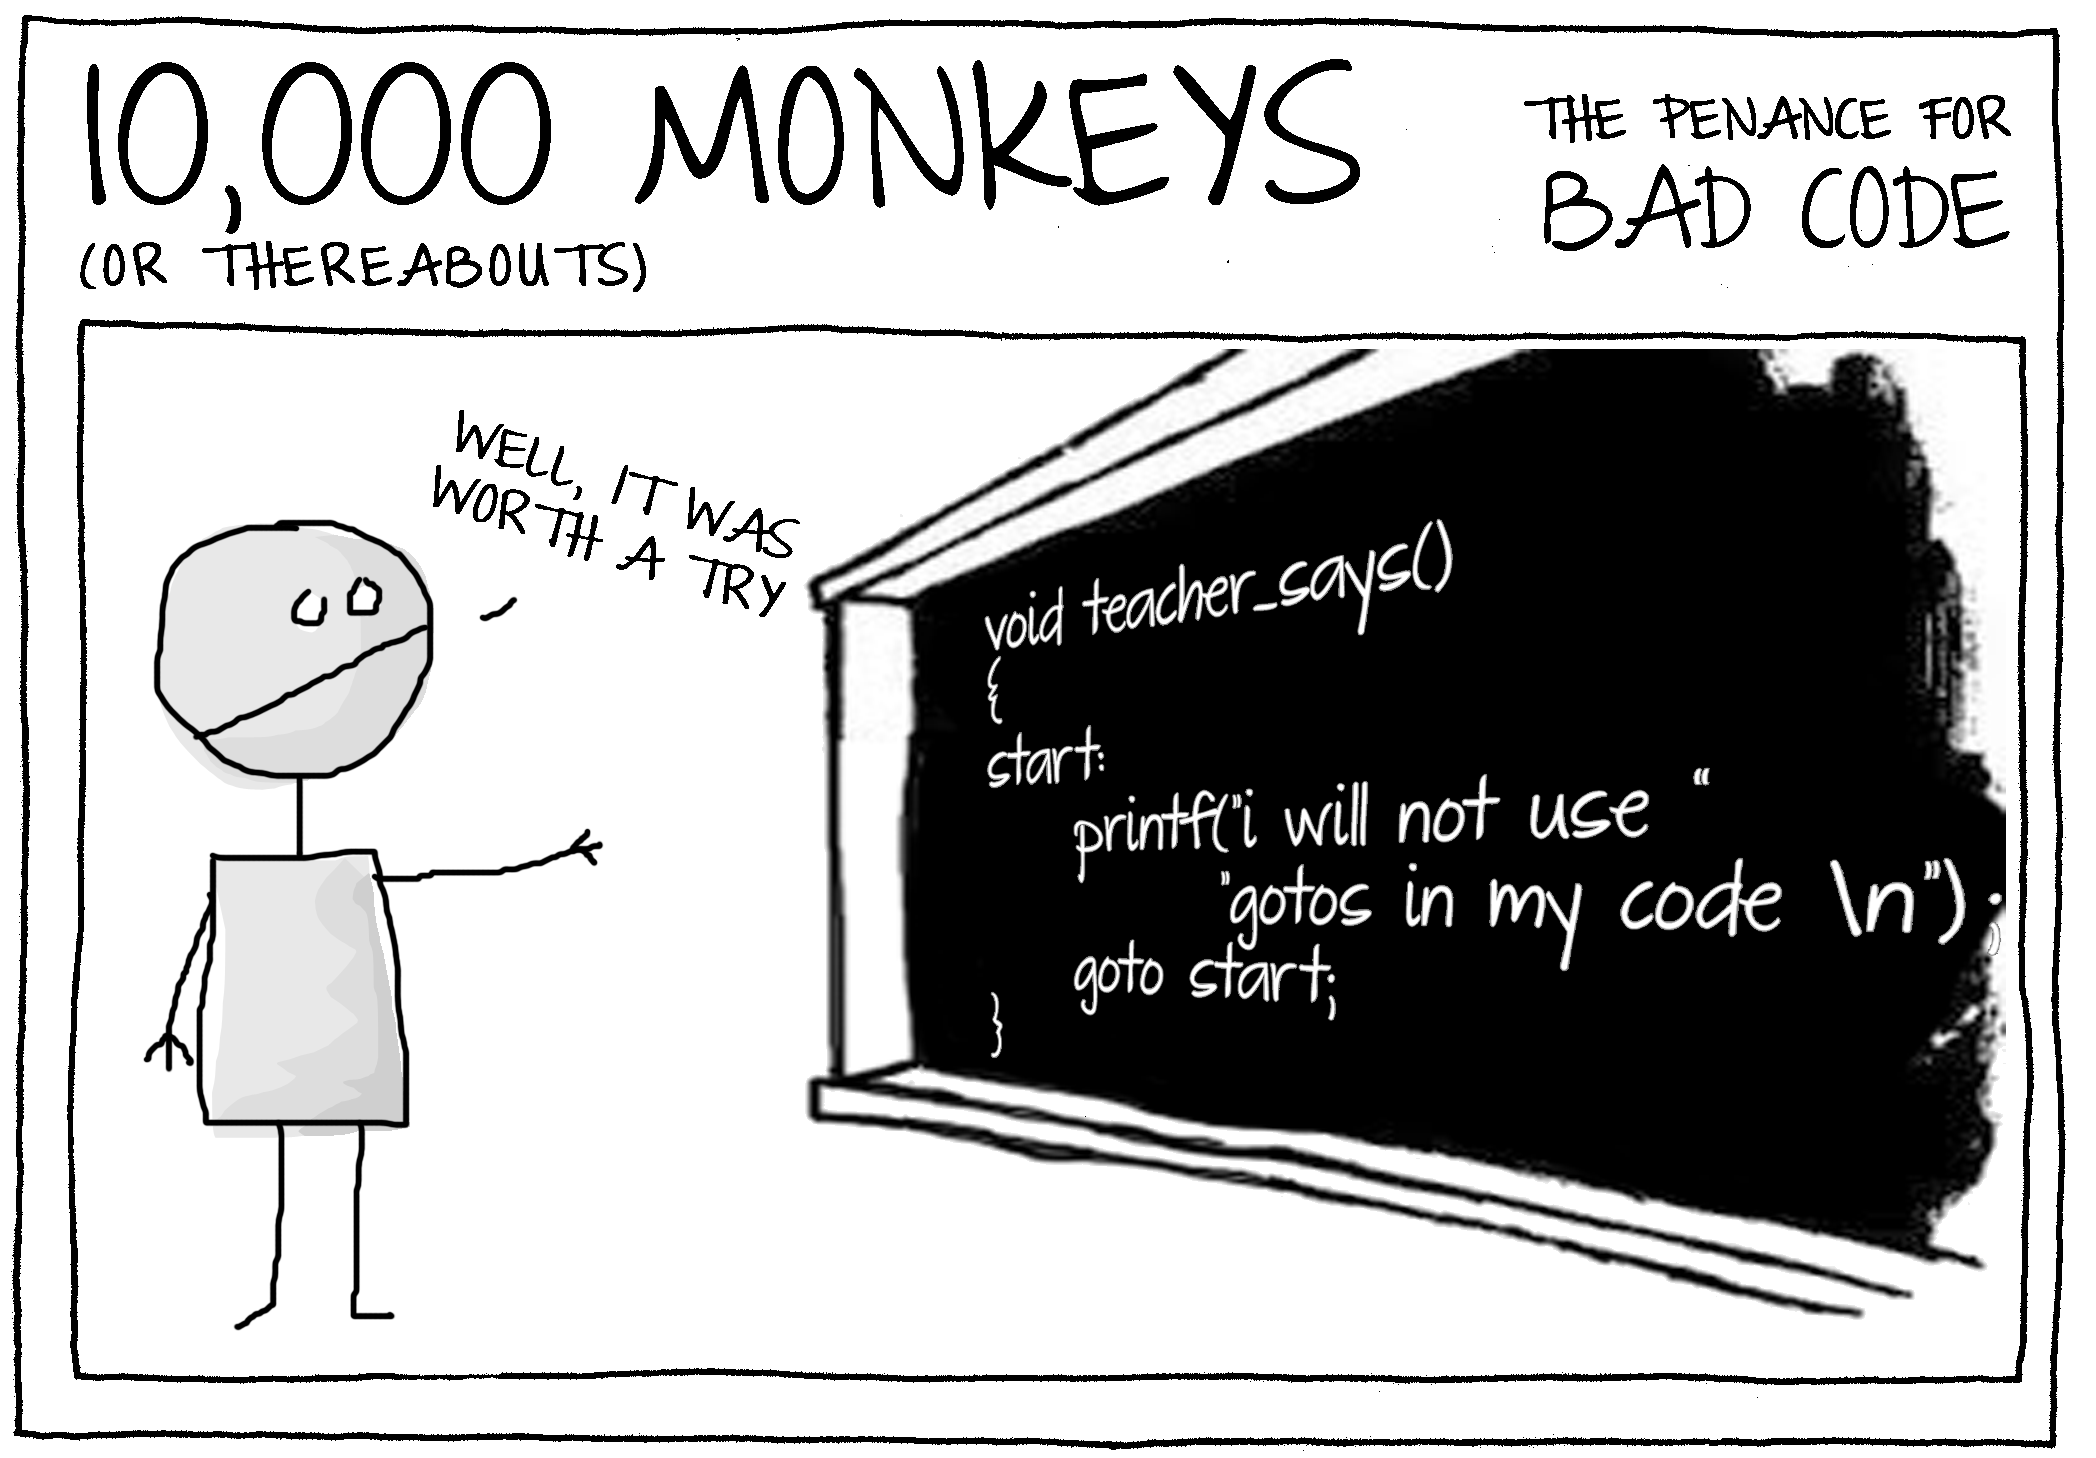 10,000 MONKEYS
(OR THEREABOUTS)
THE PENANCE FOR
BAD CODE
WELL, IT WAS
WORTH A TRY
void teacher_says()
{
start:
printf("i will not use "
"gotos in my code \n");
goto start;
}